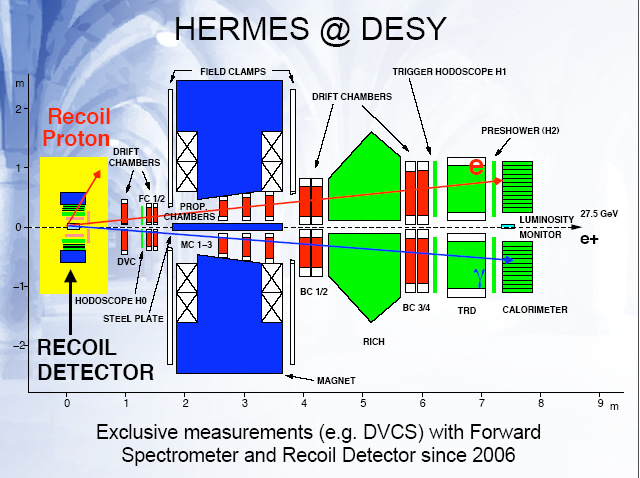 HERMES @ DESY
m
FIELD CLAMPS
TRIGGER HODOSCOPE H1
2
DRIFT CHAMBERS
Recoil
Proton
PRESHOWER (H2)
DRIFT
CHAMBERS
1
e
FC 1/2
PROP.
CHAMBERS
LUMINOSITY
27.5 GeV
0
MONITOR
e+
MC 1–3
DVC
γ
−1
HODOSCOPE H0
BC 1/2
BC 3/4
TRD
CALORIMETER
STEEL PLATE
RICH
−2
RECOIL
DETECTOR
MAGNET
0 1 2 3 4 5 6 7 8 9 m
m
Exclusive measurements (e.g. DVCS) with Forward
Spectrometer and Recoil Detector since 2006